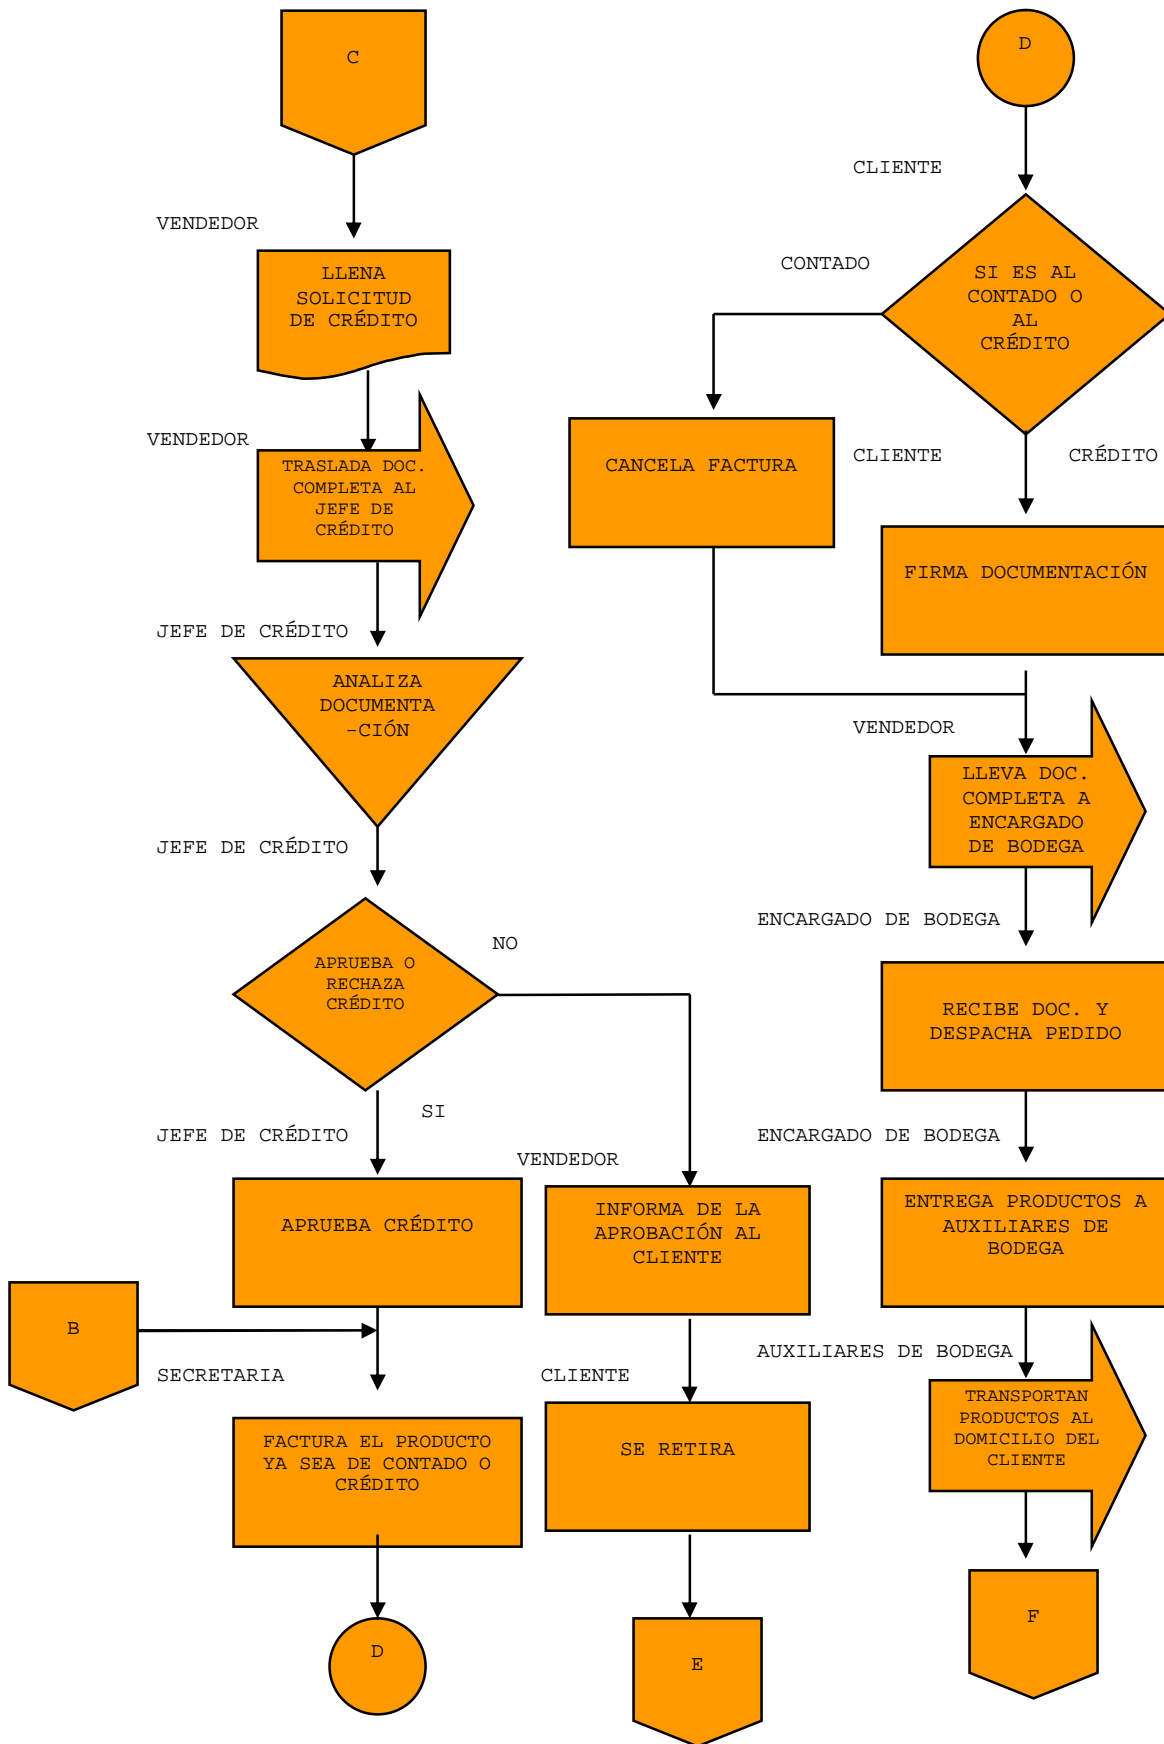 C
VENDEDOR
LLENA
SOLICITUD
DE CRÉDITO
VENDEDOR
TRASLADA DOC.
COMPLETA AL
JEFE DE
CRÉDITO
JEFE DE CRÉDITO
ANALIZA
DOCUMENTA
-CIÓN
JEFE DE CRÉDITO
APRUEBA O
RECHAZA
CRÉDITO
NO
SI
JEFE DE CRÉDITO
APRUEBA CRÉDITO
B
SECRETARIA
FACTURA EL PRODUCTO
YA SEA DE CONTADO O
CRÉDITO
D
VENDEDOR
INFORMA DE LA
APROBACIÓN AL
CLIENTE
CLIENTE
SE RETIRA
E
D
CLIENTE
SI ES AL
CONTADO O
AL
CRÉDITO
CONTADO
CANCELA FACTURA
CLIENTE
CRÉDITO
FIRMA DOCUMENTACIÓN
VENDEDOR
LLEVA DOC.
COMPLETA A
ENCARGADO
DE BODEGA
ENCARGADO DE BODEGA
RECIBE DOC. Y
DESPACHA PEDIDO
ENCARGADO DE BODEGA
ENTREGA PRODUCTOS A
AUXILIARES DE
BODEGA
AUXILIARES DE BODEGA
TRANSPORTAN
PRODUCTOS AL
DOMICILIO DEL
CLIENTE
F